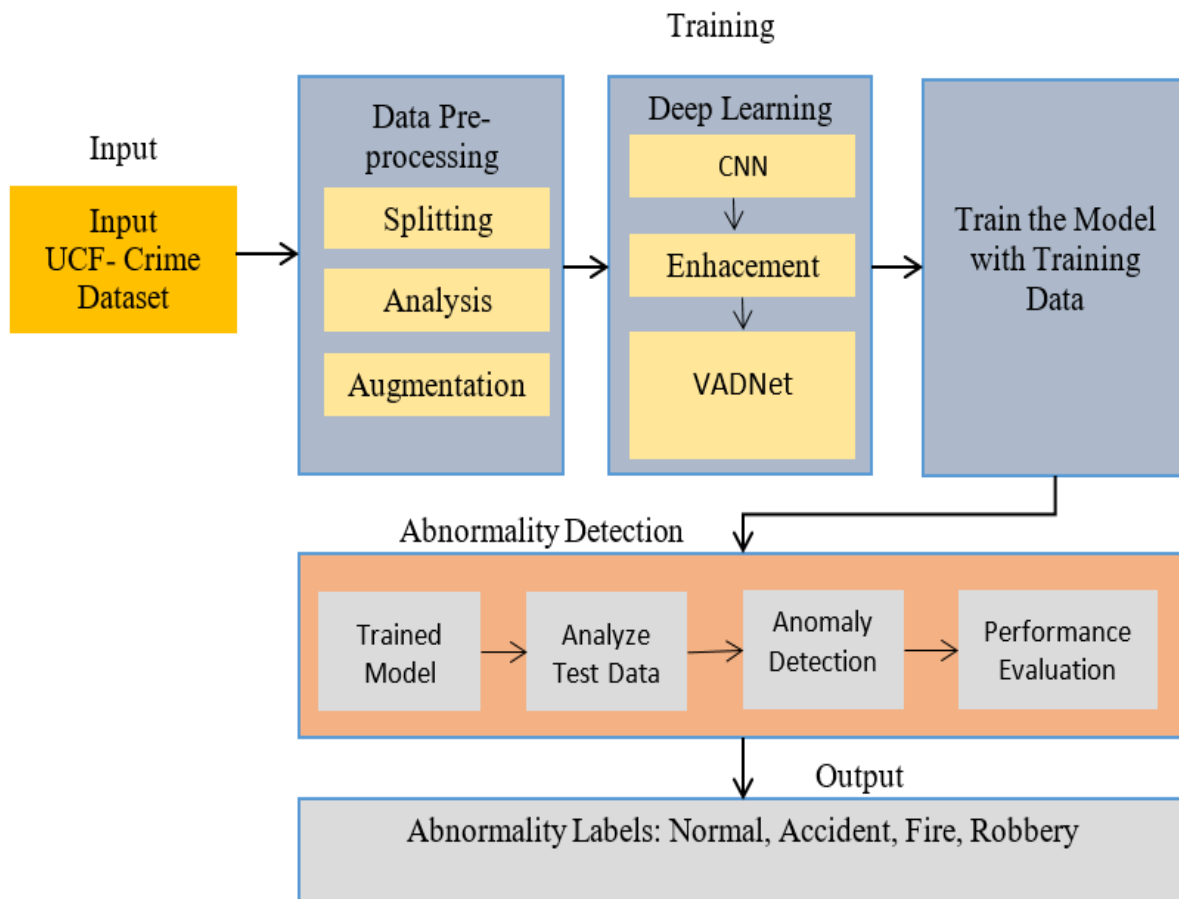 Training
Input
Input
UCF- Crime
Dataset
Data Pre-
processing
Splitting
Analysis
Augmentation
Deep Learning
CNN
Enhacement
VADNet
Train the Model
with Training
Data
Abnormality Detection
Trained
Model
Analyze
Test Data
Anomaly
Detection
Performance
Evaluation
Output
Abnormality Labels: Normal, Accident, Fire, Robbery